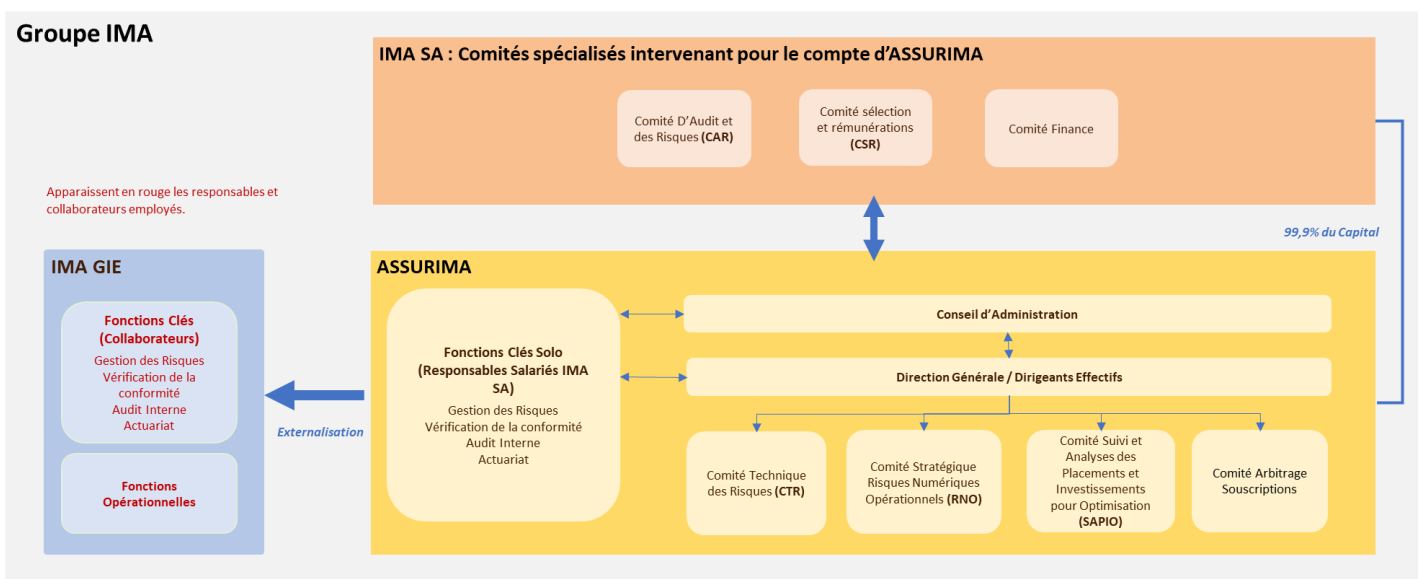 Groupe IMA
IMA SA : Comités spécialisés intervenant pour le compte d'ASSURIMA
Comité D'Audit et
des Risques (CAR)
Comité sélection
et rémunérations
(CSR)
Comité Finance
Apparaissent en rouge les responsables et
collaborateurs employés.
99,9% du Capital
IMA GIE
Fonctions Clés
(Collaborateurs)
Gestion des Risques
Vérification de la
conformité
Audit Interne
Actuariat
Fonctions
Opérationnelles
Externalisation
ASSURIMA
Fonctions Clés Solo
(Responsables Salariés IMA
SA)
Gestion des Risques
Vérification de la conformité
Audit Interne
Actuariat
Conseil d'Administration
Direction Générale / Dirigeants Effectifs
Comité Technique
des Risques (CTR)
Comité Stratégique
Risques Numériques
Opérationnels (RNO)
Comité Suivi et
Analyses des
Placements et
Investissements
pour Optimisation
(SAPIO)
Comité Arbitrage
Souscriptions